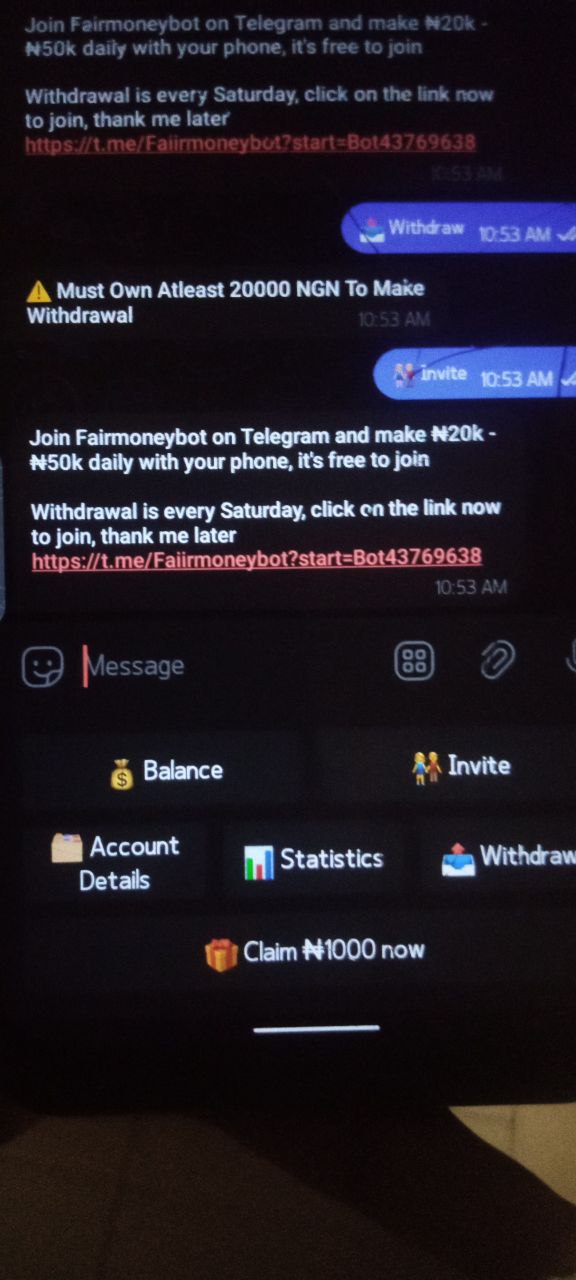 Join Fairmoneybot on Telegram and make ₦20k -
₦50k daily with your phone, it's free to join
Withdrawal is every Saturday, click on the link now
to join, thank me later
https://t.me/Faiirmoneybot?start=Bot43769638
10:53 AM
📤 Withdraw 10:53 AM
⚠️ Must Own Atleast 20000 NGN To Make
Withdrawal
10:53 AM
👫 Invite 10:53 AM
Join Fairmoneybot on Telegram and make ₦20k -
₦50k daily with your phone, it's free to join
Withdrawal is every Saturday, click on the link now
to join, thank me later
https://t.me/Faiirmoneybot?start=Bot43769638
10:53 AM
Message
💰 Balance
👫 Invite
🗂 Account
Details
📊 Statistics
📤 Withdraw
🎁 Claim ₦1000 now